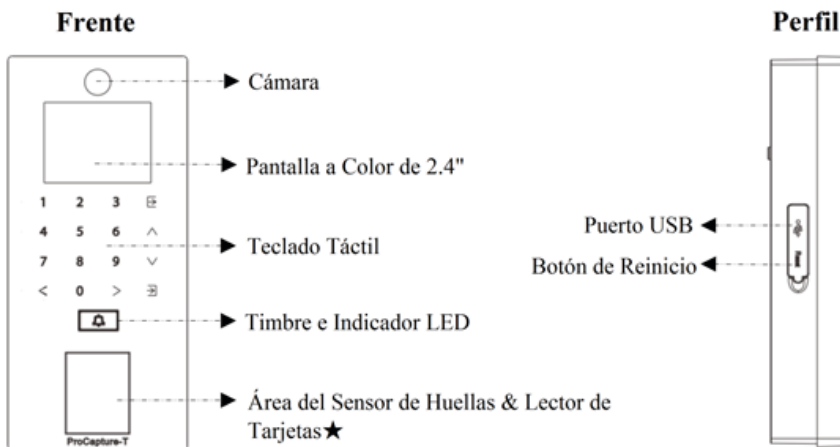 Frente
Perfil
Cámara
Pantalla a Color de 2.4"
1 2 3
4 5 6
Teclado Táctil
7 8 9
< 0 >
Puerto USB
Botón de Reinicio
Reset
Timbre e Indicador LED
Área del Sensor de Huellas & Lector de
Tarjetas★
ProCapture-T